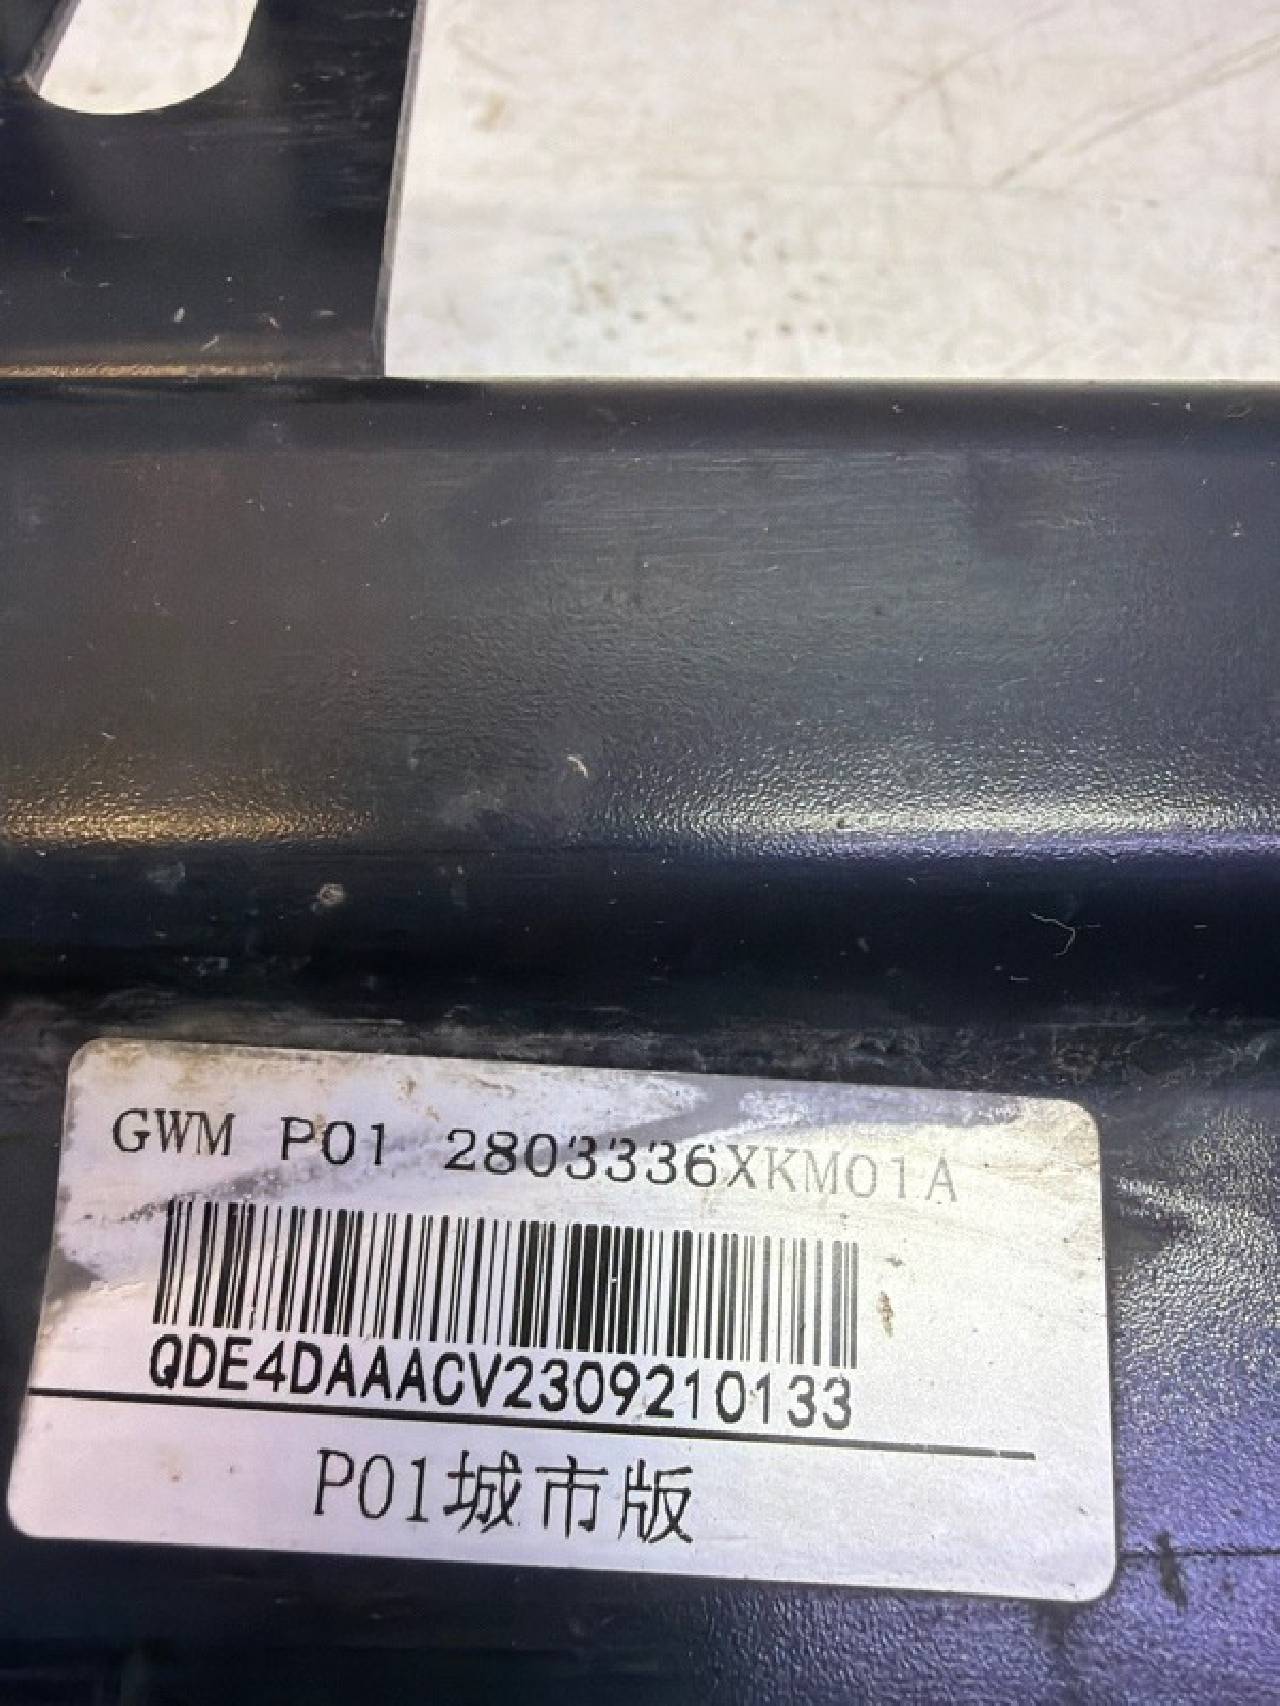 GWM P01 2803336XKM01A
QDE4DAAACV2309210133
P01城市版